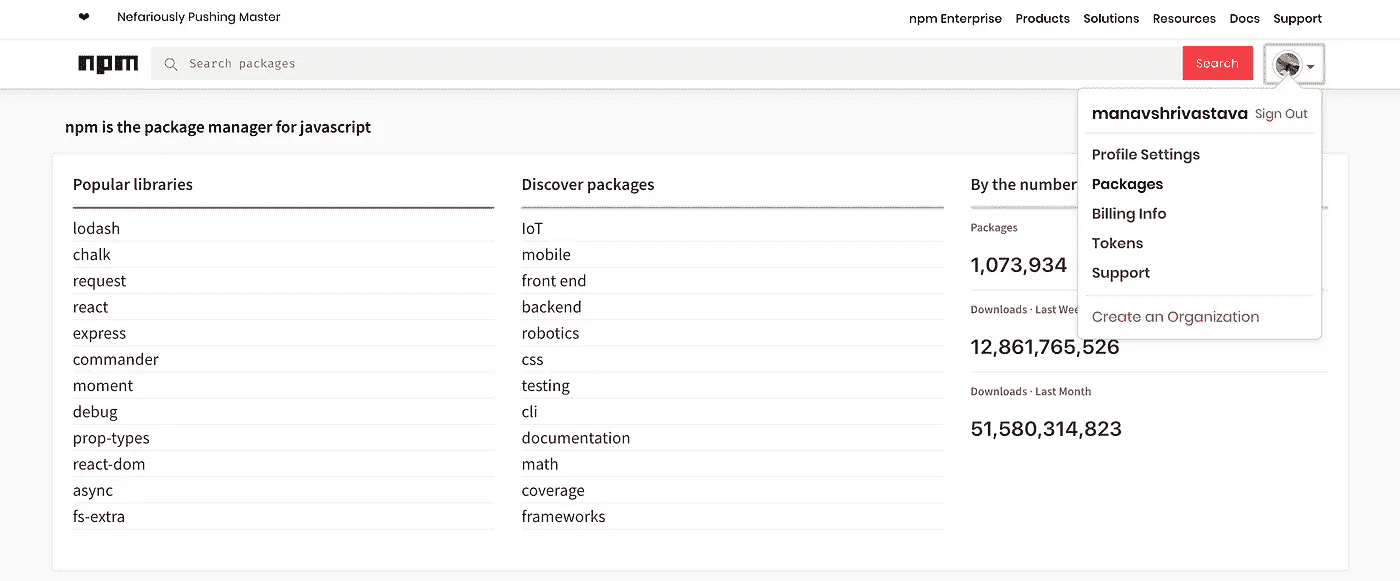 ❤ Nefariously Pushing Master
npm Enterprise Products Solutions Resources Docs Support
npm
Search packages
Search
manavshrivastava Sign Out
Profile Settings
Packages
Billing Info
Tokens
Support
Create an Organization
npm is the package manager for javascript
Popular libraries
lodash
chalk
request
react
express
commander
moment
debug
prop-types
react-dom
async
fs-extra
Discover packages
IoT
mobile
front end
backend
robotics
css
testing
cli
documentation
math
coverage
frameworks
By the number
Packages
1,073,934
Downloads · Last Wee
12,861,765,526
Downloads · Last Month
51,580,314,823